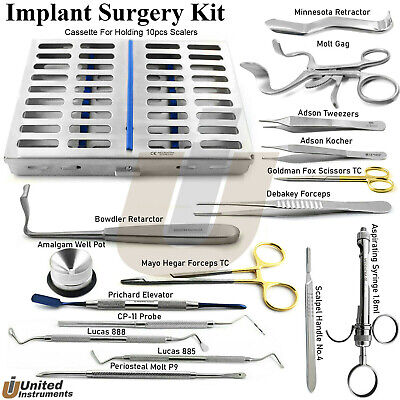 Implant Surgery Kit
Cassette For Holding 10pcs Scalers
Minnesota Retractor
Molt Gag
Adson Tweezers
Adson Kocher
Goldman Fox Scissors TC
Debakey Forceps
Bowdler Retarctor
Amalgam Well Pot
Mayo Hegar Forceps TC
Aspirating Syringe 1.8ml
Scalpel Handle No.4
Prichard Elevator
CP-11 Probe
Lucas 888
Lucas 885
Periosteal Molt P9
United
Instruments